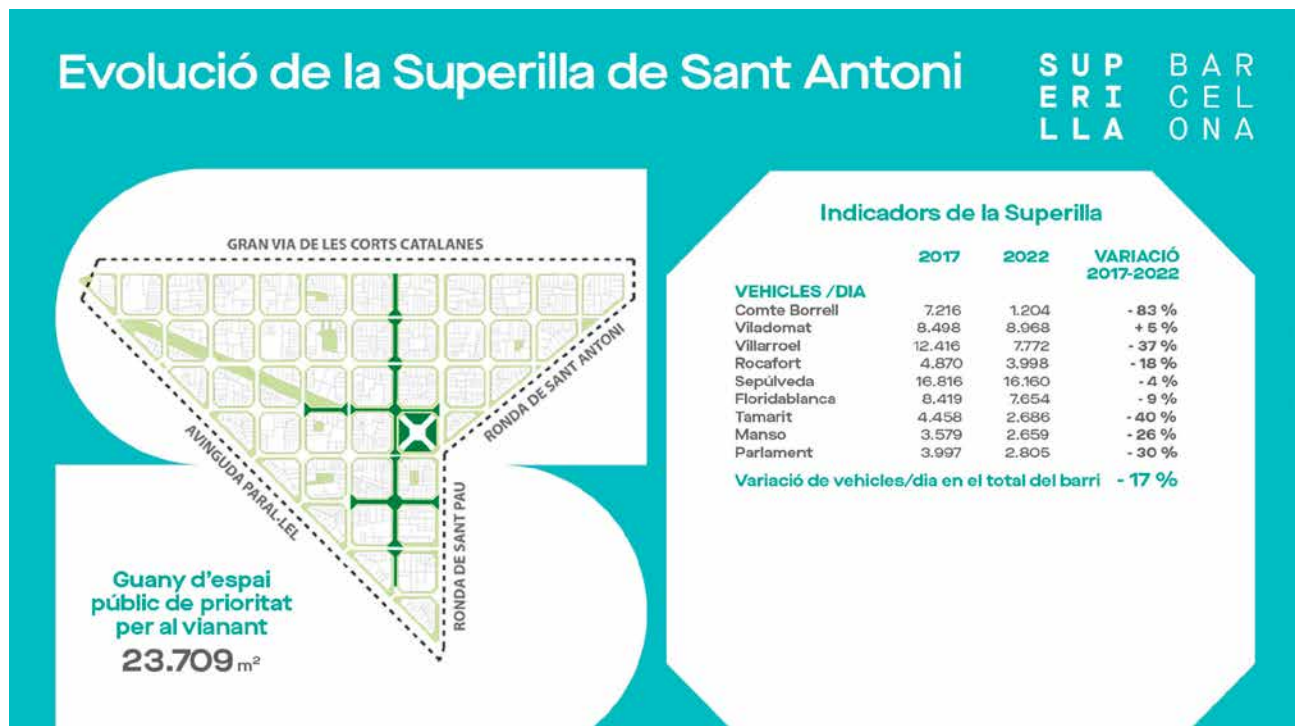 Evolució de la Superilla de Sant Antoni
SUP BAR
ERI CEL
LLA ONA
GRAN VIA DE LES CORTS CATALANES
RONDA DE SANT ANTONI
AVINGUDA PARAL·LEL
RONDA DE SANT PAU
Guany d'espai
públic de prioritat
per al vianant
23.709 m²
Indicadors de la Superilla
2017 2022 VARIACIÓ
2017-2022
VEHICLES /DIA
Comte Borrell 7.216 1.204 - 83 %
Viladomat 8.498 8.968 + 5 %
Villarroel 12.416 7.772 - 37 %
Rocafort 4.870 3.998 - 18 %
Sepúlveda 16.816 16.160 - 4 %
Floridablanca 8.419 7.654 - 9 %
Tamarit 4.458 2.686 - 40 %
Manso 3.579 2.659 - 26 %
Parlament 3.997 2.805 - 30 %
Variació de vehicles/dia en el total del barri - 17 %